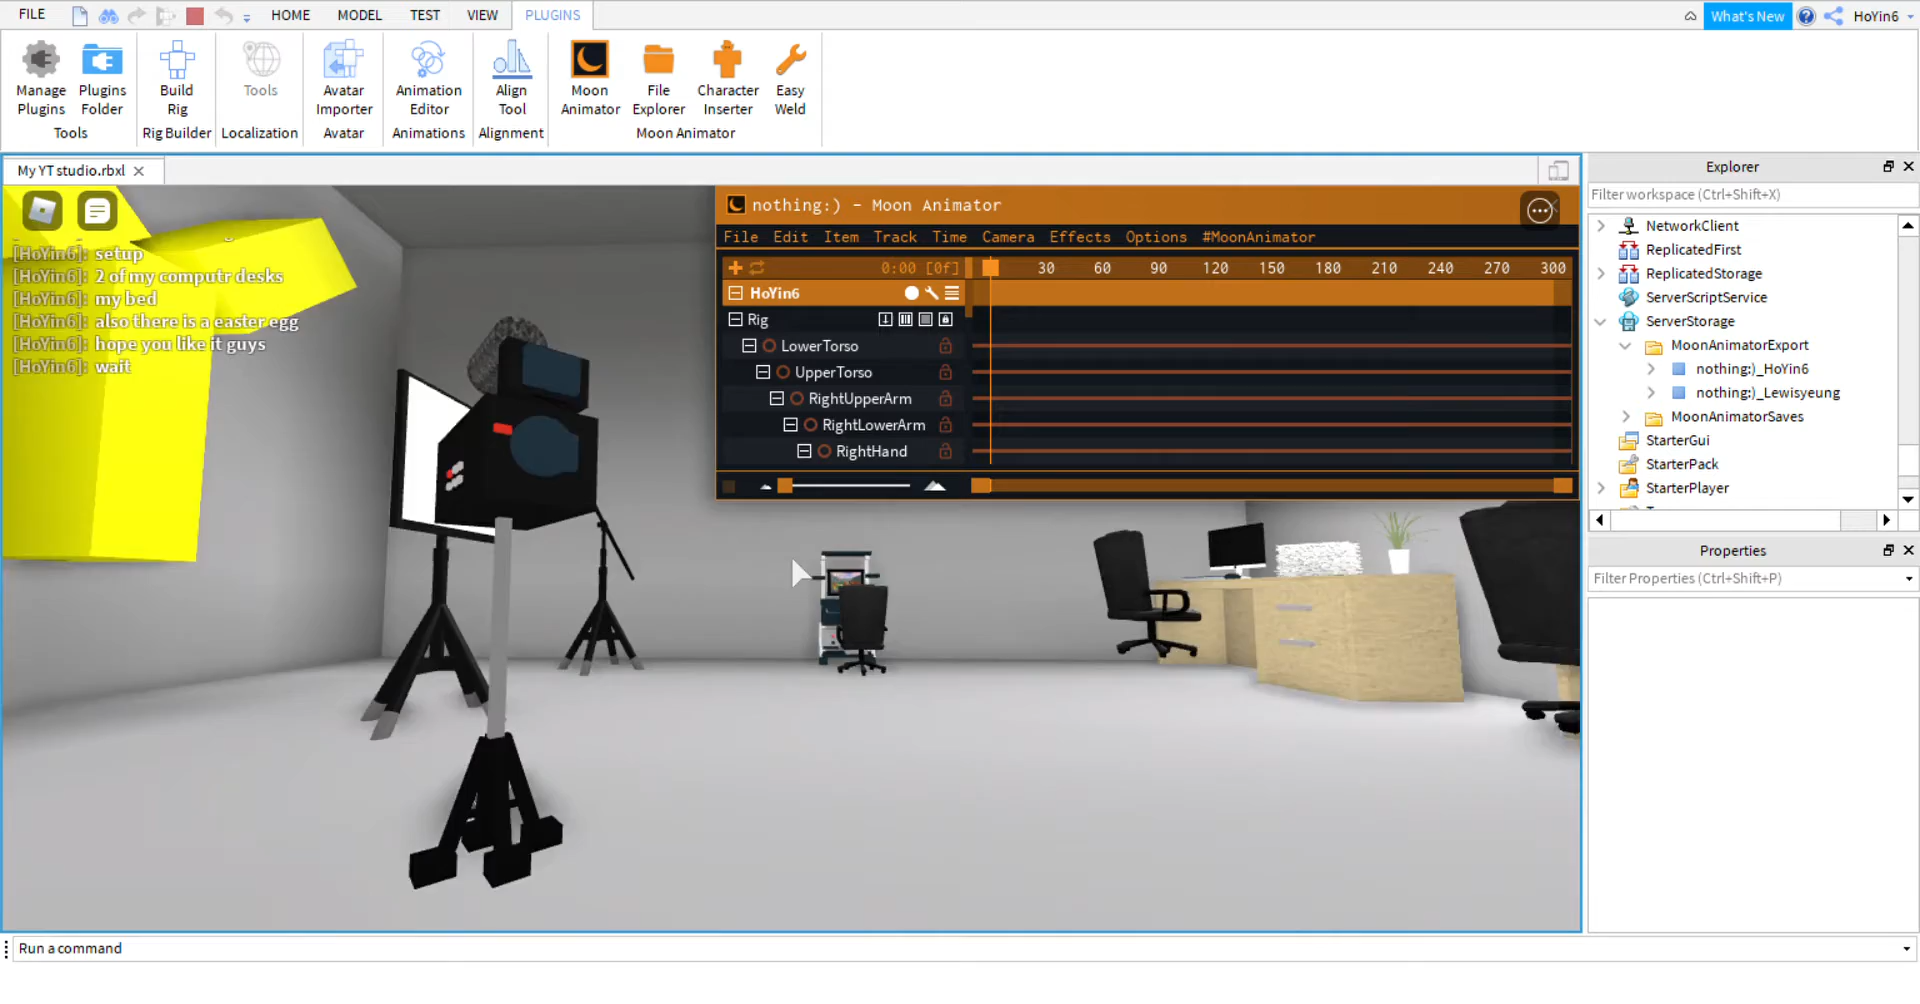 FILE HOME MODEL TEST VIEW PLUGINS What's New HoYin6
Manage Plugins
Plugins Folder
Build Rig
Tools
Avatar Importer
Animation Editor
Align Tool
Moon Animator
File Explorer
Character Inserter
Easy Weld
Tools Rig Builder Localization Avatar Animations Alignment Moon Animator
My YT studio.rbxl
[HoYin6]: setup
[HoYin6]: 2 of my computr desks
[HoYin6]: my bed
[HoYin6]: also there is a easter egg
[HoYin6]: hope you like it guys
[HoYin6]: wait
nothing:) - Moon Animator
File Edit Item Track Time Camera Effects Options #MoonAnimator
0:00 [0f] 30 60 90 120 150 180 210 240 270 300
HoYin6
Rig
LowerTorso
UpperTorso
RightUpperArm
RightLowerArm
RightHand
Explorer
Filter workspace (Ctrl+Shift+X)
NetworkClient
ReplicatedFirst
ReplicatedStorage
ServerScriptService
ServerStorage
MoonAnimatorExport
nothing:)_HoYin6
nothing:)_Lewisyeung
MoonAnimatorSaves
StarterGui
StarterPack
StarterPlayer
Properties
Filter Properties (Ctrl+Shift+P)
Run a command